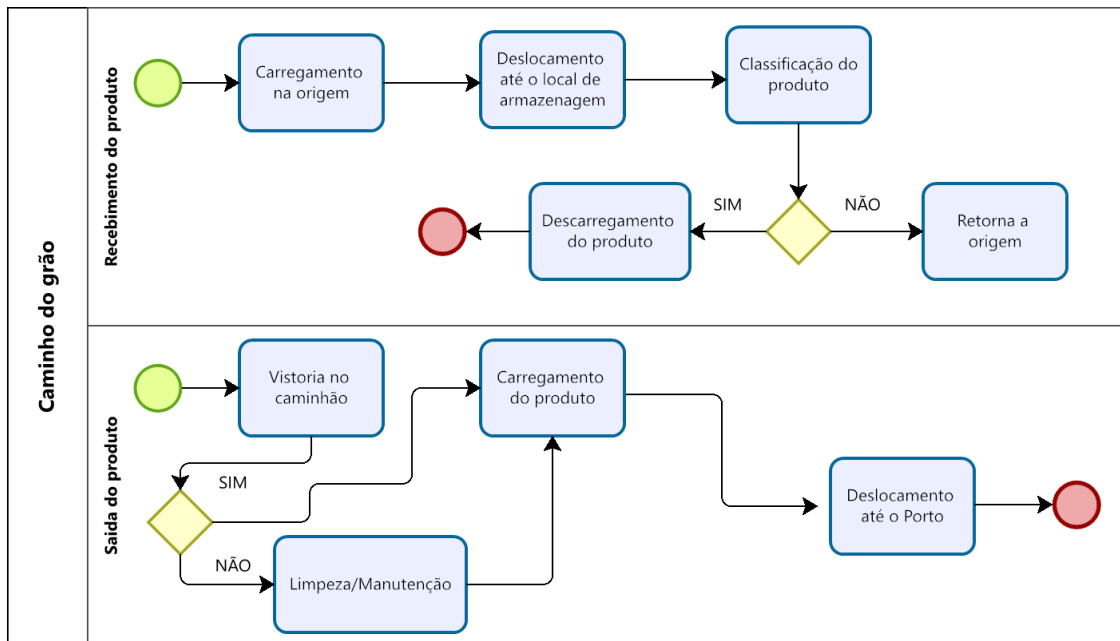 Caminho do grão
Recebimento do produto
Carregamento
na origem
Deslocamento
até o local de
armazenagem
Classificação do
produto
SIM
NÃO
Descarregamento
do produto
Retorna a
origem
Saida do produto
Vistoria no
caminhão
Carregamento
do produto
SIM
NÃO
Limpeza/Manutenção
Deslocamento
até o Porto